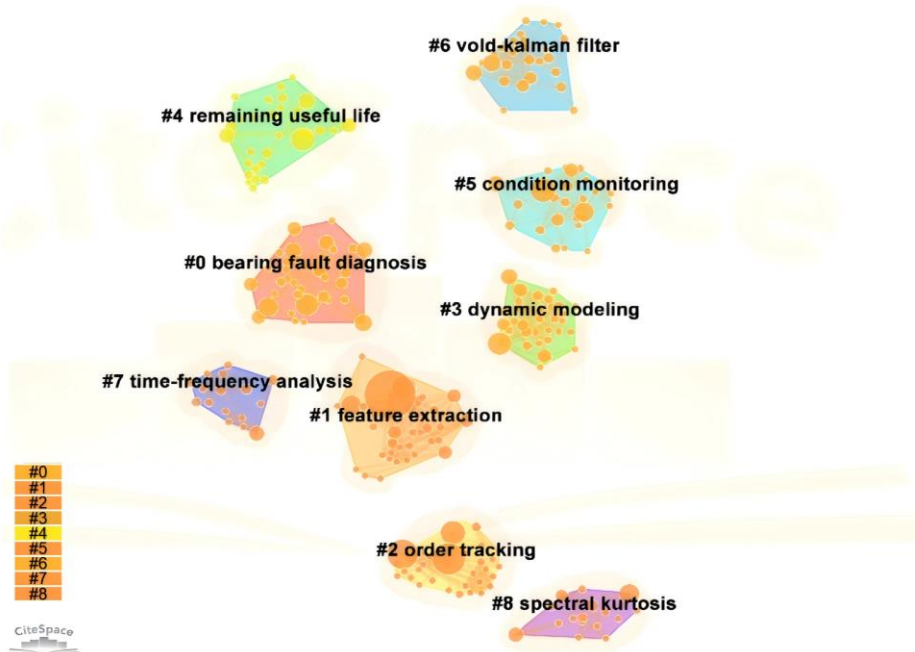 #6 vold-kalman filter
#4 remaining useful life
#5 condition monitoring
#0 bearing fault diagnosis
#3 dynamic modeling
#7 time-frequency analysis
#1 feature extraction
#0
#1
#2
#3
#4
#5
#6
#7
#8
#2 order tracking
#8 spectral kurtosis
CiteSpace